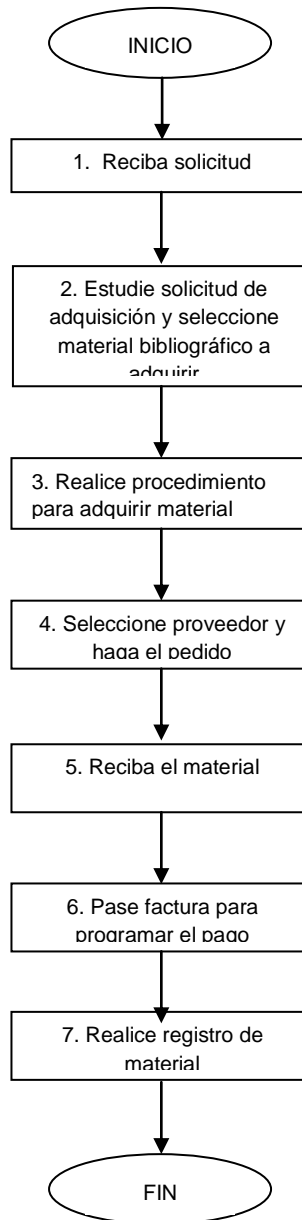 INICIO
1. Reciba solicitud
2. Estudie solicitud de
adquisición y seleccione
material bibliográfico a
adquirir
3. Realice procedimiento
para adquirir material
4. Seleccione proveedor y
haga el pedido
5. Reciba el material
6. Pase factura para
programar el pago
7. Realice registro de
material
FIN